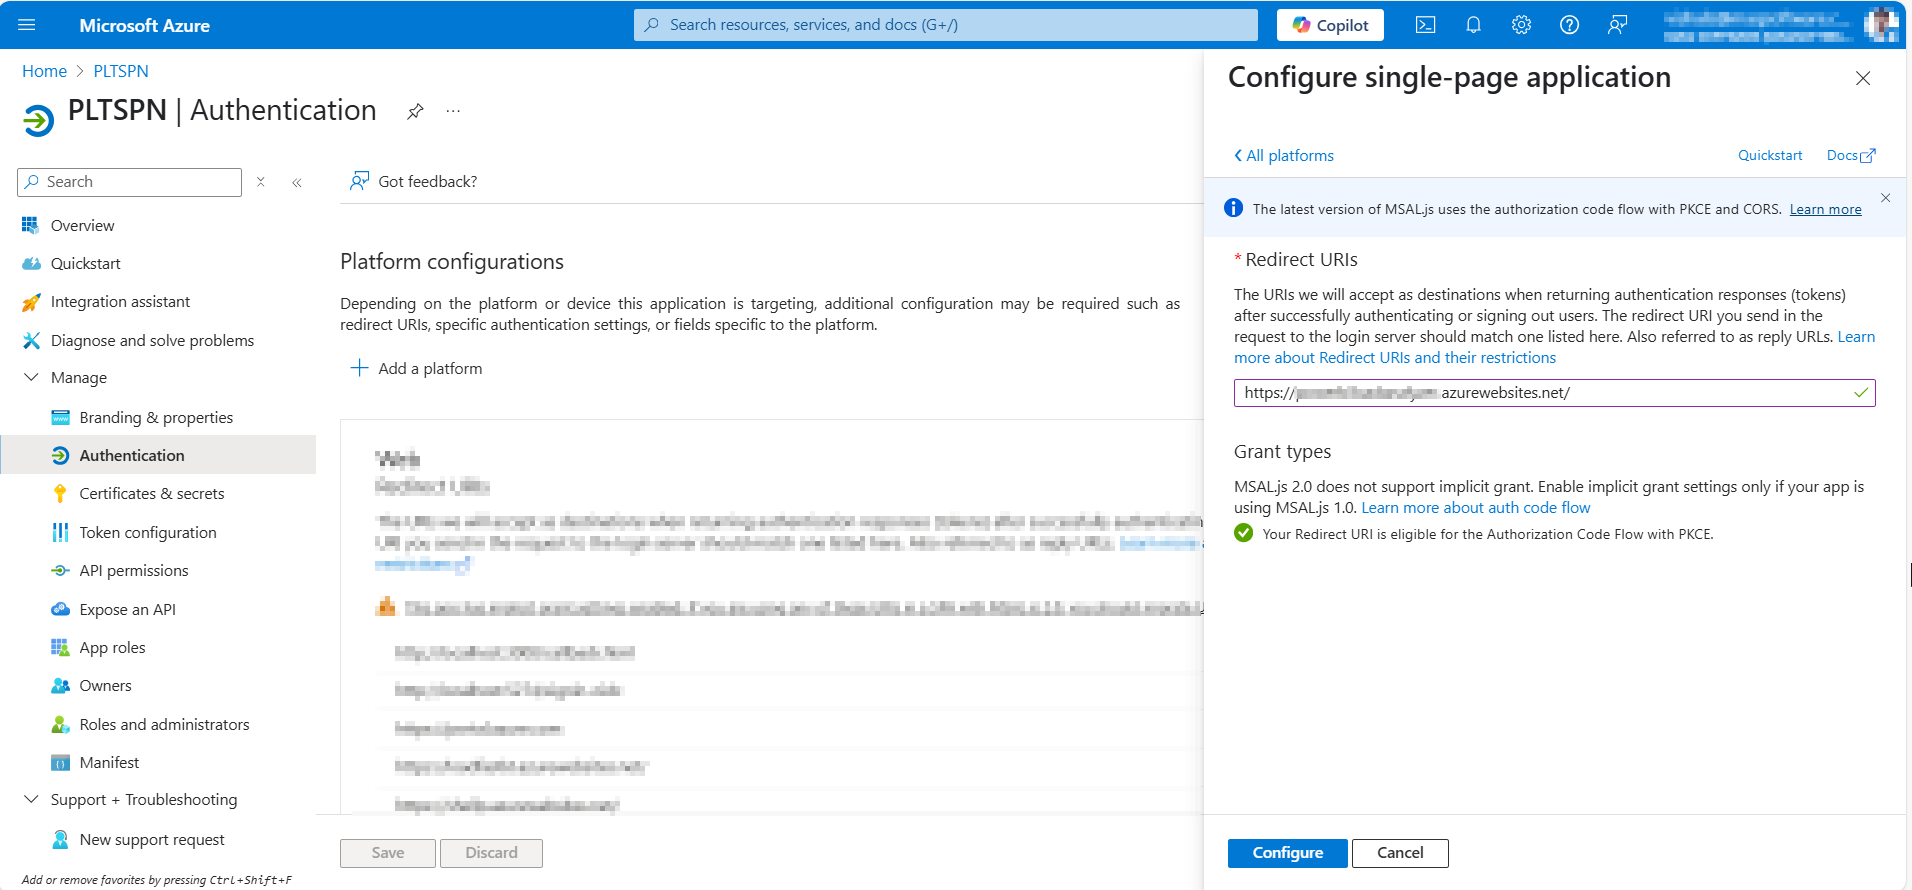 Microsoft Azure
Search resources, services, and docs (G+/)
Copilot
Home > PLTSPN
PLTSPN | Authentication
...
Search
Got feedback?
Overview
Quickstart
Integration assistant
Diagnose and solve problems
Manage
Branding & properties
Authentication
Certificates & secrets
Token configuration
API permissions
Expose an API
App roles
Owners
Roles and administrators
Manifest
Support + Troubleshooting
New support request
Add or remove favorites by pressing Ctrl+Shift+F
Platform configurations
Depending on the platform or device this application is targeting, additional configuration may be required such as
redirect URIs, specific authentication settings, or fields specific to the platform.
Add a platform
Web
Redirect URIs
Save
Discard
Configure single-page application
All platforms
Quickstart
Docs
The latest version of MSAL.js uses the authorization code flow with PKCE and CORS. Learn more
* Redirect URIs
The URIs we will accept as destinations when returning authentication responses (tokens)
after successfully authenticating or signing out users. The redirect URI you send in the
request to the login server should match one listed here. Also referred to as reply URLs. Learn
more about Redirect URIs and their restrictions
https:// azurewebsites.net/
Grant types
MSAL.js 2.0 does not support implicit grant. Enable implicit grant settings only if your app is
using MSAL.js 1.0. Learn more about auth code flow
Your Redirect URI is eligible for the Authorization Code Flow with PKCE.
Configure
Cancel